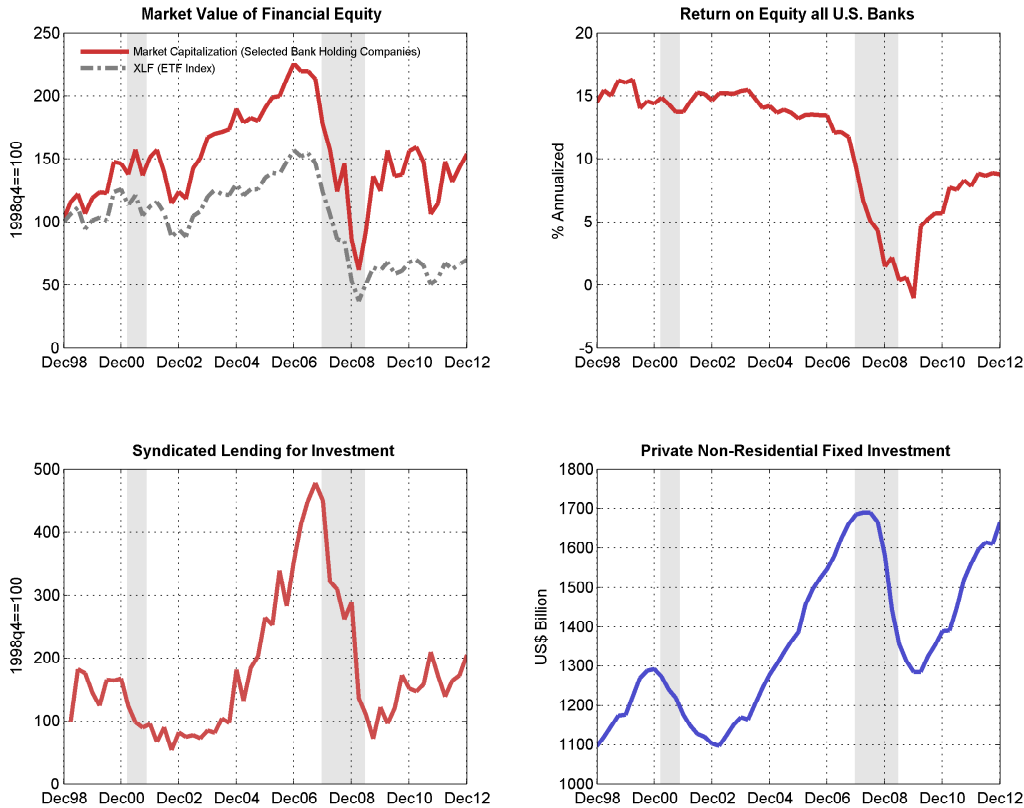 Market Value of Financial Equity
250
200
150
100
50
0
1998q4==100
Market Capitalization (Selected Bank Holding Companies)
XLF (ETF Index)
Dec98 Dec00 Dec02 Dec04 Dec06 Dec08 Dec10 Dec12
Return on Equity all U.S. Banks
20
15
10
5
0
-5
% Annualized
Dec98 Dec00 Dec02 Dec04 Dec06 Dec08 Dec10 Dec12
Syndicated Lending for Investment
500
400
300
200
100
0
1998q4==100
Dec98 Dec00 Dec02 Dec04 Dec06 Dec08 Dec10 Dec12
Private Non-Residential Fixed Investment
1800
1700
1600
1500
1400
1300
1200
1100
1000
US$ Billion
Dec98 Dec00 Dec02 Dec04 Dec06 Dec08 Dec10 Dec12